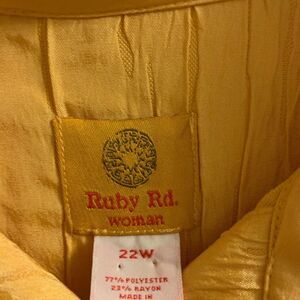 Ruby Rd.
woman
22W
77% POLYESTER
23% RAYON
MADE IN